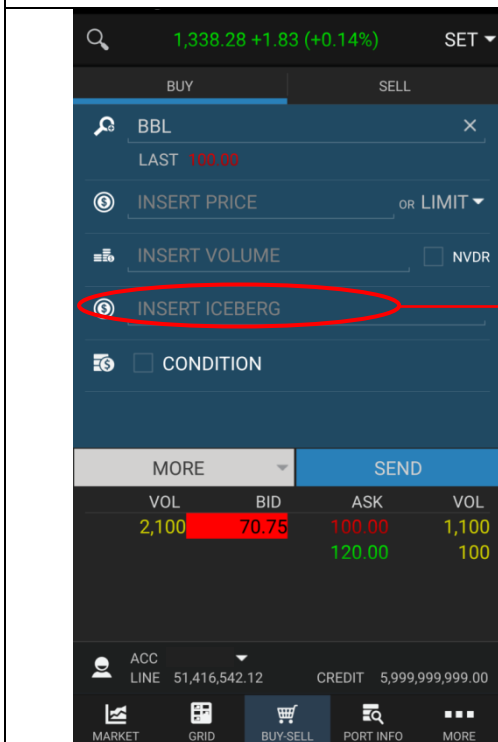 1,338.28 +1.83 (+0.14%) SET
BUY SELL
BBL ×
LAST 100.00
INSERT PRICE OR LIMIT
INSERT VOLUME NVDR
INSERT ICEBERG
CONDITION
MORE SEND
VOL BID ASK VOL
2,100 70.75 100.00 1,100
120.00 100
ACC
LINE 51,416,542.12 CREDIT 5,999,999,999.00
MARKET GRID BUY-SELL PORT INFO MORE